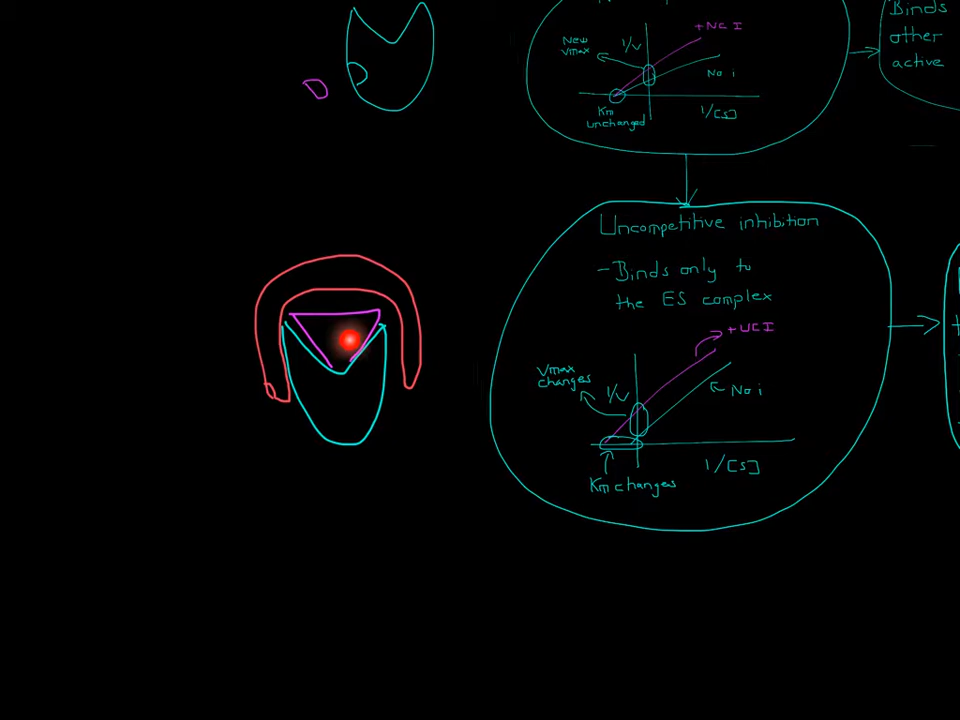 Binds
other
active
+NCI
New
Vmax
1/V
No i
Km
unchanged
1/[S]
Uncompetitive inhibition
- Binds only to
the ES complex
+UCI
Vmax
changes
1/V
No i
1/[S]
Km changes